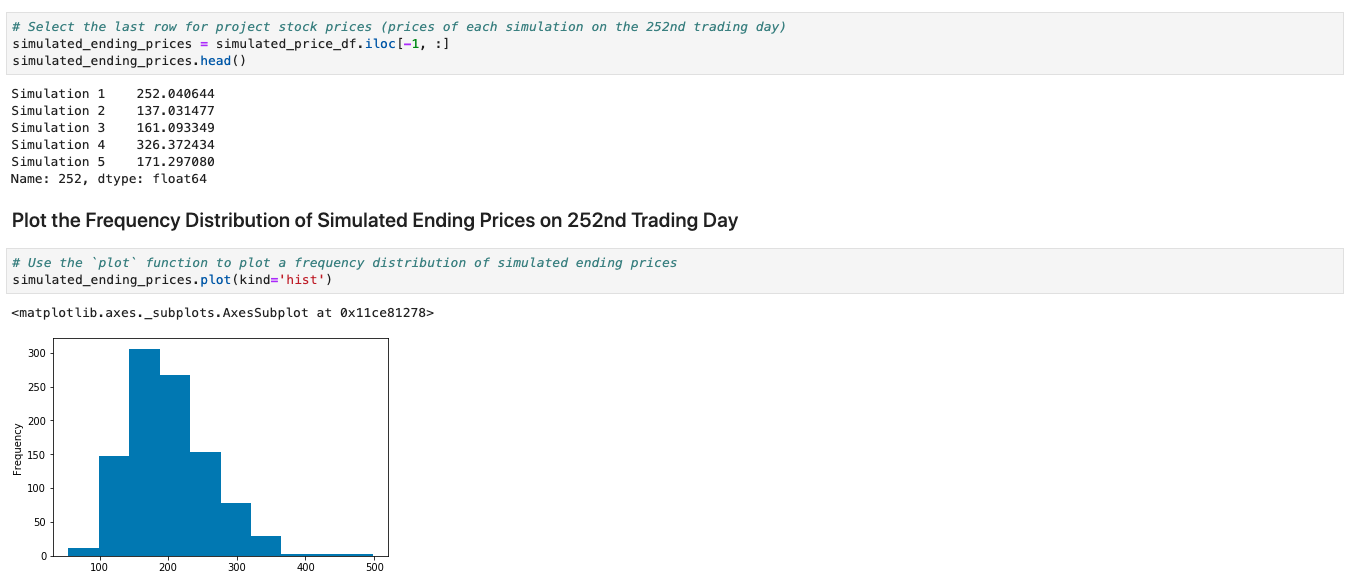 # Select the last row for project stock prices (prices of each simulation on the 252nd trading day)
simulated_ending_prices = simulated_price_df.iloc[-1, :]
simulated_ending_prices.head()
Simulation 1    252.040644
Simulation 2    137.031477
Simulation 3    161.093349
Simulation 4    326.372434
Simulation 5    171.297080
Name: 252, dtype: float64
Plot the Frequency Distribution of Simulated Ending Prices on 252nd Trading Day
# Use the `plot` function to plot a frequency distribution of simulated ending prices
simulated_ending_prices.plot(kind='hist')
<matplotlib.axes._subplots.AxesSubplot at 0x11ce81278>
300
250
200
150
100
50
0
Frequency
100 200 300 400 500